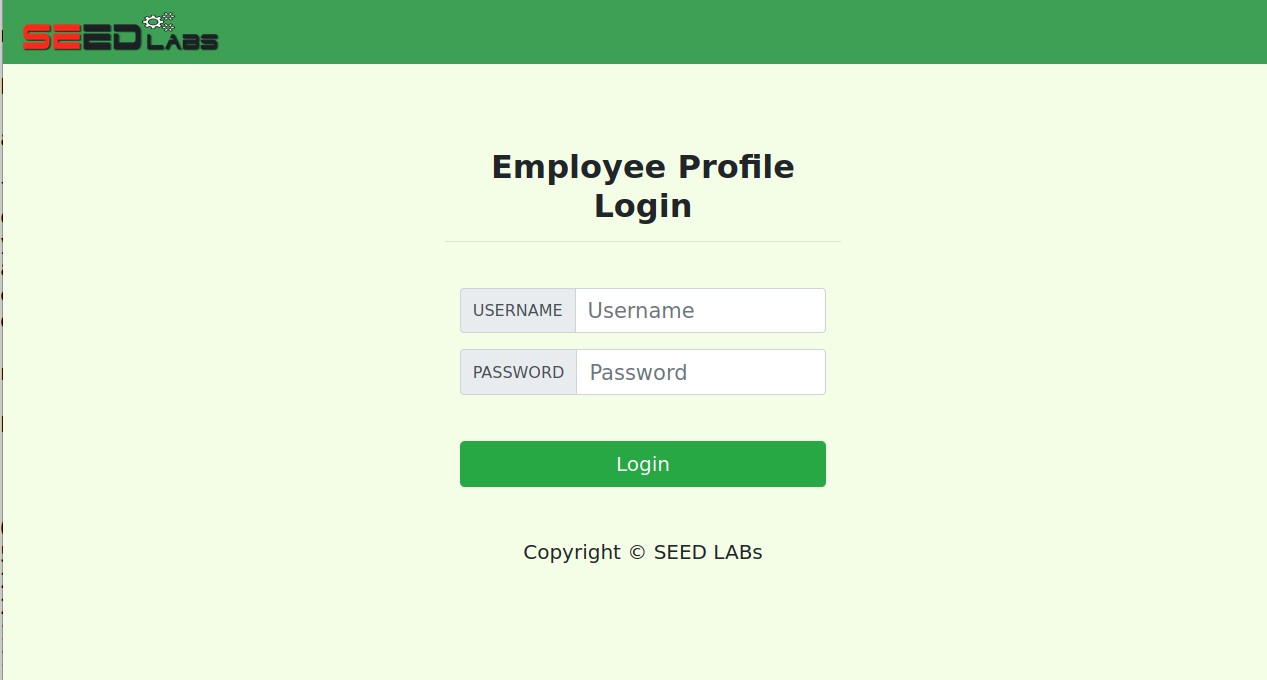 SEED LABS
Employee Profile
Login
USERNAME Username
PASSWORD Password
Login
Copyright © SEED LABs